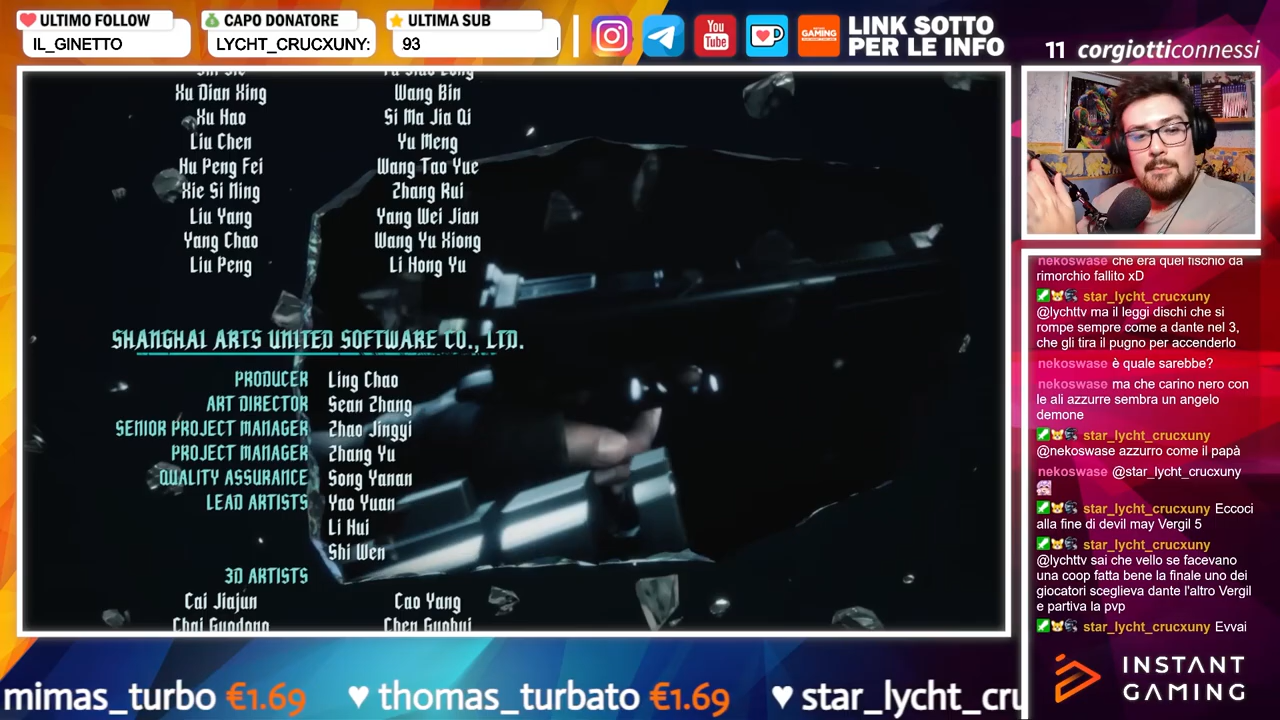 ULTIMO FOLLOW
IL_GINETTO
CAPO DONATORE
LYCHT_CRUCXUNY:
ULTIMA SUB
93
You
Tube
GAMING
LINK SOTTO
PER LE INFO
11 corgiotticonnessi
Xu Dian Xing
Wang Bin
Xu Hao
Si Ma Jia Qi
Liu Chen
Yu Meng
Hu Peng Fei
Wang Tao Yue
Xie Si Ning
Zhang Rui
Liu Yang
Yang Wei Jian
Yang Chao
Wang Yu Xiong
Liu Peng
Li Hong Yu
SHANGHAI ARTS UNITED SOFTWARE CO., LTD.
PRODUCER Ling Chao
ART DIRECTOR Sean Zhang
SENIOR PROJECT MANAGER Zhao Jingyi
PROJECT MANAGER Zhang Yu
QUALITY ASSURANCE Song Yanan
LEAD ARTISTS Yao Yuan
Li Hui
Shi Wen
3D ARTISTS
Cai Jiajun
Cao Yang
nekoswase che era quel fischio da
rimorchio fallito xD
star_lycht_crucxuny
@lychttv ma il leggi dischi che si
rompe sempre come a dante nel 3,
che gli tira il pugno per accenderlo
nekoswase è quale sarebbe?
nekoswase ma che carino nero con
le ali azzurre sembra un angelo
demone
star_lycht_crucxuny
@nekoswase azzurro come il papà
nekoswase @star_lycht_crucxuny
star_lycht_crucxuny Eccoci
alla fine di devil may Vergil 5
star_lycht_crucxuny
@lychttv sai che vello se facevano
una coop fatta bene la finale uno dei
giocatori sceglieva dante l'altro Vergil
e partiva la pvp
star_lycht_crucxuny Evvai
INSTANT
GAMING
mimas_turbo €1.69 ♥ thomas_turbato €1.69 ♥ star_lycht_cru